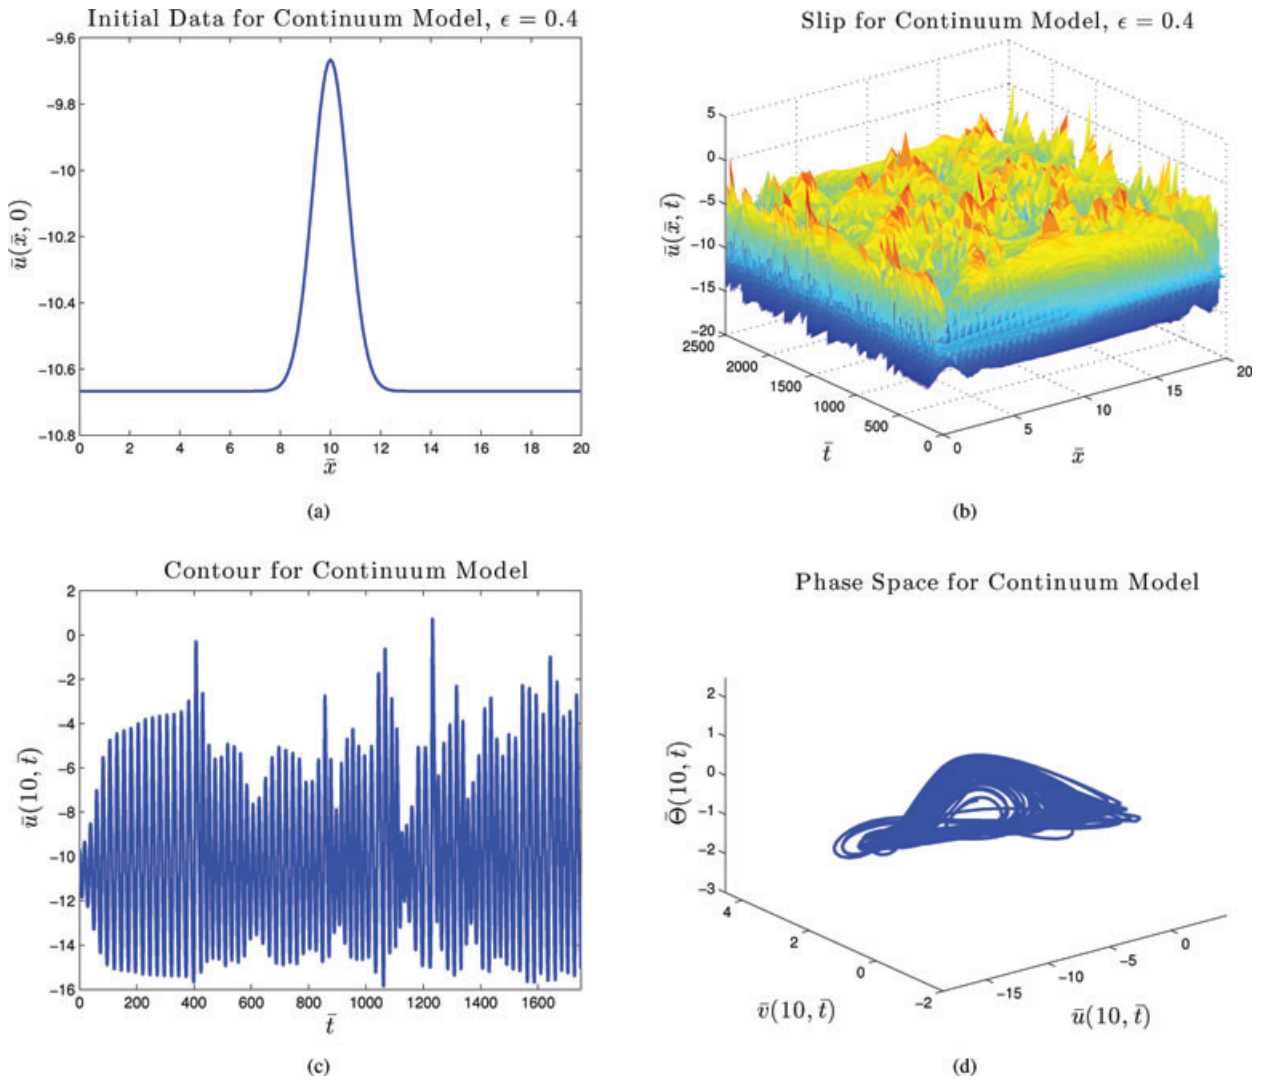 Initial Data for Continuum Model, ϵ = 0.4
-9.6
-9.8
-10
-10.2
-10.4
-10.6
-10.8
ū(x̄, 0)
0 2 4 6 8 10 12 14 16 18 20
x̄
(a)
Slip for Continuum Model, ϵ = 0.4
5
0
-5
-10
-15
-20
ū(x̄, t̄)
2500 2000 1500 1000 500 0
t̄
0 5 10 15 20
x̄
(b)
Contour for Continuum Model
2
0
-2
-4
-6
-8
-10
-12
-14
-16
ū(10, t̄)
0 200 400 600 800 1000 1200 1400 1600
t̄
(c)
Phase Space for Continuum Model
2
1
0
-1
-2
-3
Θ̄(10, t̄)
4 2 0 -2
v̄(10, t̄)
-15 -10 -5 0
ū(10, t̄)
(d)